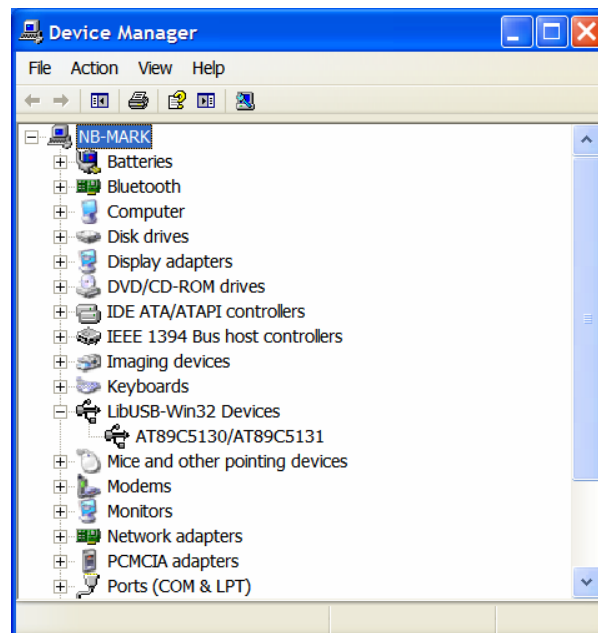 Device Manager
File Action View Help
NB-MARK
Batteries
Bluetooth
Computer
Disk drives
Display adapters
DVD/CD-ROM drives
IDE ATA/ATAPI controllers
IEEE 1394 Bus host controllers
Imaging devices
Keyboards
LibUSB-Win32 Devices
AT89C5130/AT89C5131
Mice and other pointing devices
Modems
Monitors
Network adapters
PCMCIA adapters
Ports (COM & LPT)